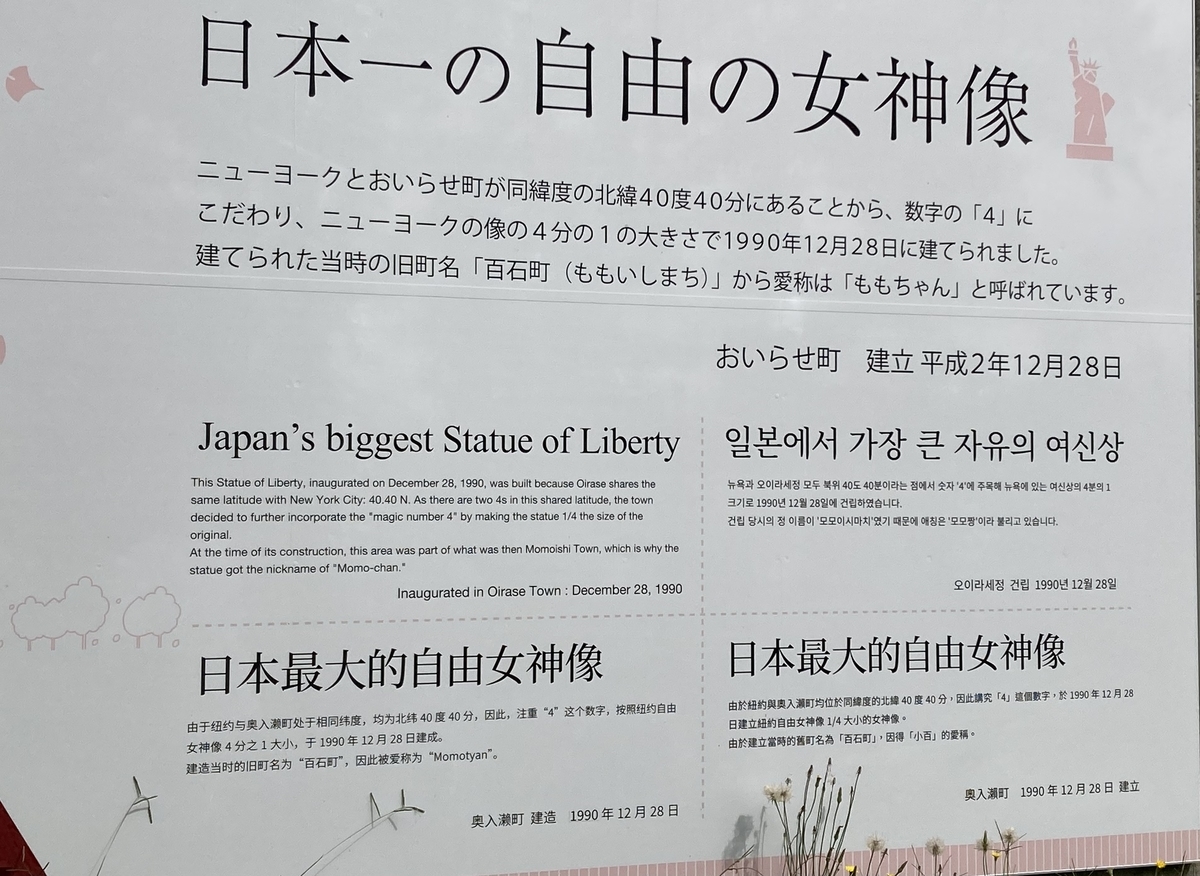 日本一の自由の女神像
ニューヨークとおいらせ町が同緯度の北緯40度40分にあることから、数字の「4」に
こだわり、ニューヨークの像の4分の1の大きさで1990年12月28日に建てられました。
建てられた当時の旧町名「百石町（ももいしまち）」から愛称は「ももちゃん」と呼ばれています。
おいらせ町　建立 平成2年12月28日
Japan's biggest Statue of Liberty
This Statue of Liberty, inaugurated on December 28, 1990, was built because Oirase shares the
same latitude with New York City: 40.40 N. As there are two 4s in this shared latitude, the town
decided to further incorporate the "magic number 4" by making the statue 1/4 the size of the
original.
At the time of its construction, this area was part of what was then Momoishi Town, which is why the
statue got the nickname of "Momo-chan."
Inaugurated in Oirase Town : December 28, 1990
일본에서 가장 큰 자유의 여신상
뉴욕과 오이라세정 모두 북위 40도 40분이라는 점에서 숫자 '4'에 주목해 뉴욕에 있는 여신상의 4분의 1
크기로 1990년 12월 28일에 건립하였습니다.
건립 당시의 정 이름이 '모모이시마치'였기 때문에 애칭은 '모모짱'이라 불리고 있습니다.
오이라세정 건립 1990년 12월 28일
日本最大的自由女神像
由于纽约与奥入濑町处于相同纬度，均为北纬 40 度 40 分，因此，注重“4”这个数字，按照纽约自由
女神像 4 分之 1 大小，于 1990 年 12 月 28 日建成。
建造当时的旧町名为“百石町”，因此被爱称为“Momotyan”。
奥入濑町 建造　1990 年 12 月 28 日
日本最大的自由女神像
由於紐約與奧入瀨町均位於同緯度的北緯 40 度 40 分，因此講究「4」這個數字，於 1990 年 12 月 28
日建立紐約自由女神像 1/4 大小的女神像。
由於建立當時的舊町名為「百石町」，因得「小百」的愛稱。
奧入瀨町　1990 年 12 月 28 日 建立